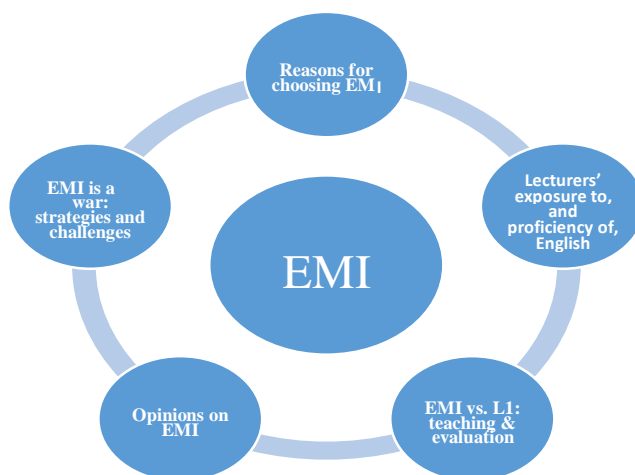 Reasons for
choosing EMI
Lecturers'
exposure to,
and
proficiency of,
English
EMI vs. L1:
teaching &
evaluation
Opinions on
EMI
EMI is a
war:
strategies and
challenges
EMI